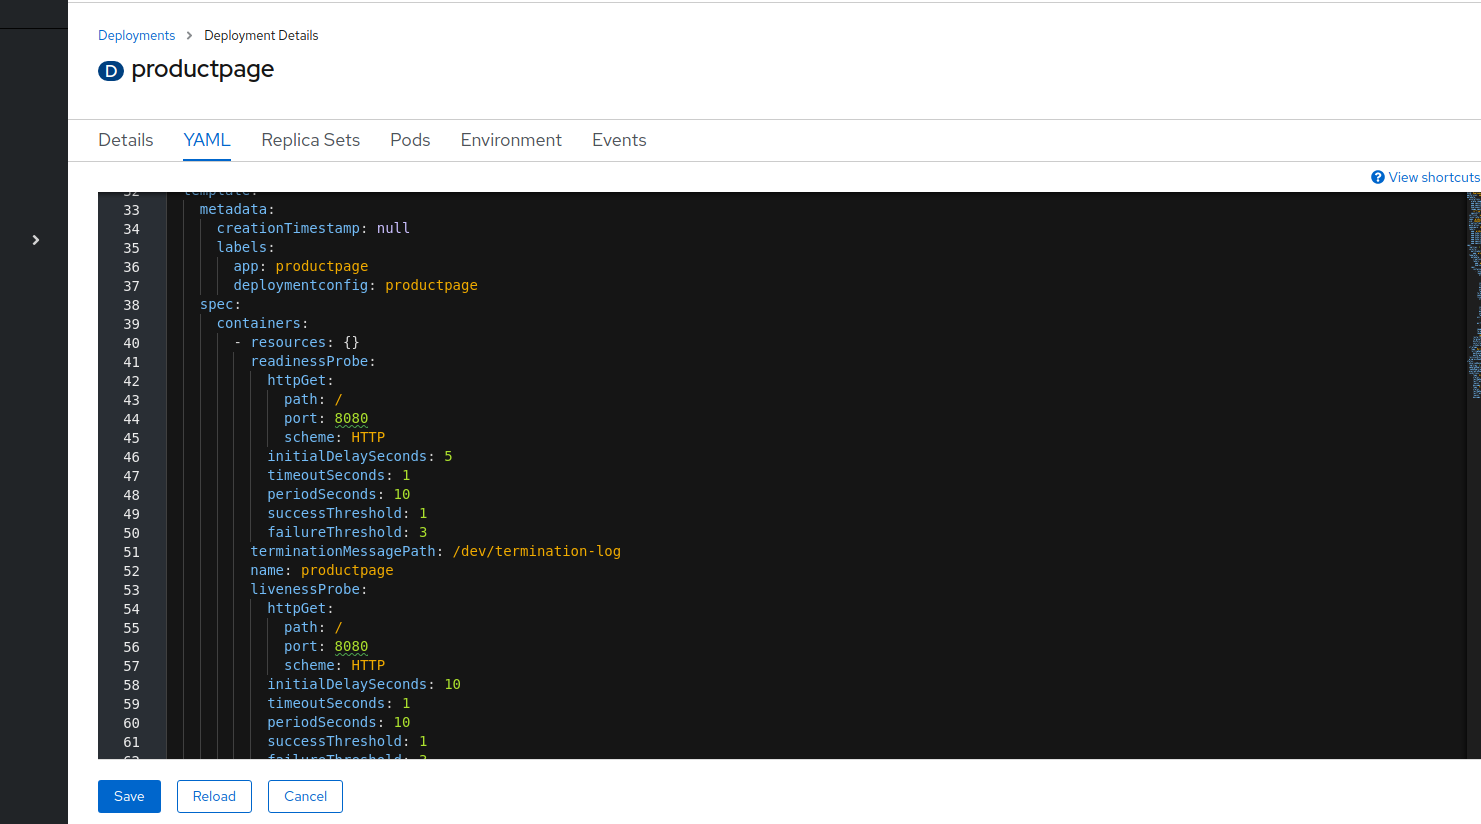 Deployments > Deployment Details
D productpage
Details YAML Replica Sets Pods Environment Events
View shortcuts
32 template:
33 metadata:
34 creationTimestamp: null
35 labels:
36 app: productpage
37 deploymentconfig: productpage
38 spec:
39 containers:
40 - resources: {}
41 readinessProbe:
42 httpGet:
43 path: /
44 port: 8080
45 scheme: HTTP
46 initialDelaySeconds: 5
47 timeoutSeconds: 1
48 periodSeconds: 10
49 successThreshold: 1
50 failureThreshold: 3
51 terminationMessagePath: /dev/termination-log
52 name: productpage
53 livenessProbe:
54 httpGet:
55 path: /
56 port: 8080
57 scheme: HTTP
58 initialDelaySeconds: 10
59 timeoutSeconds: 1
60 periodSeconds: 10
61 successThreshold: 1
62 failureThreshold: 3
Save Reload Cancel